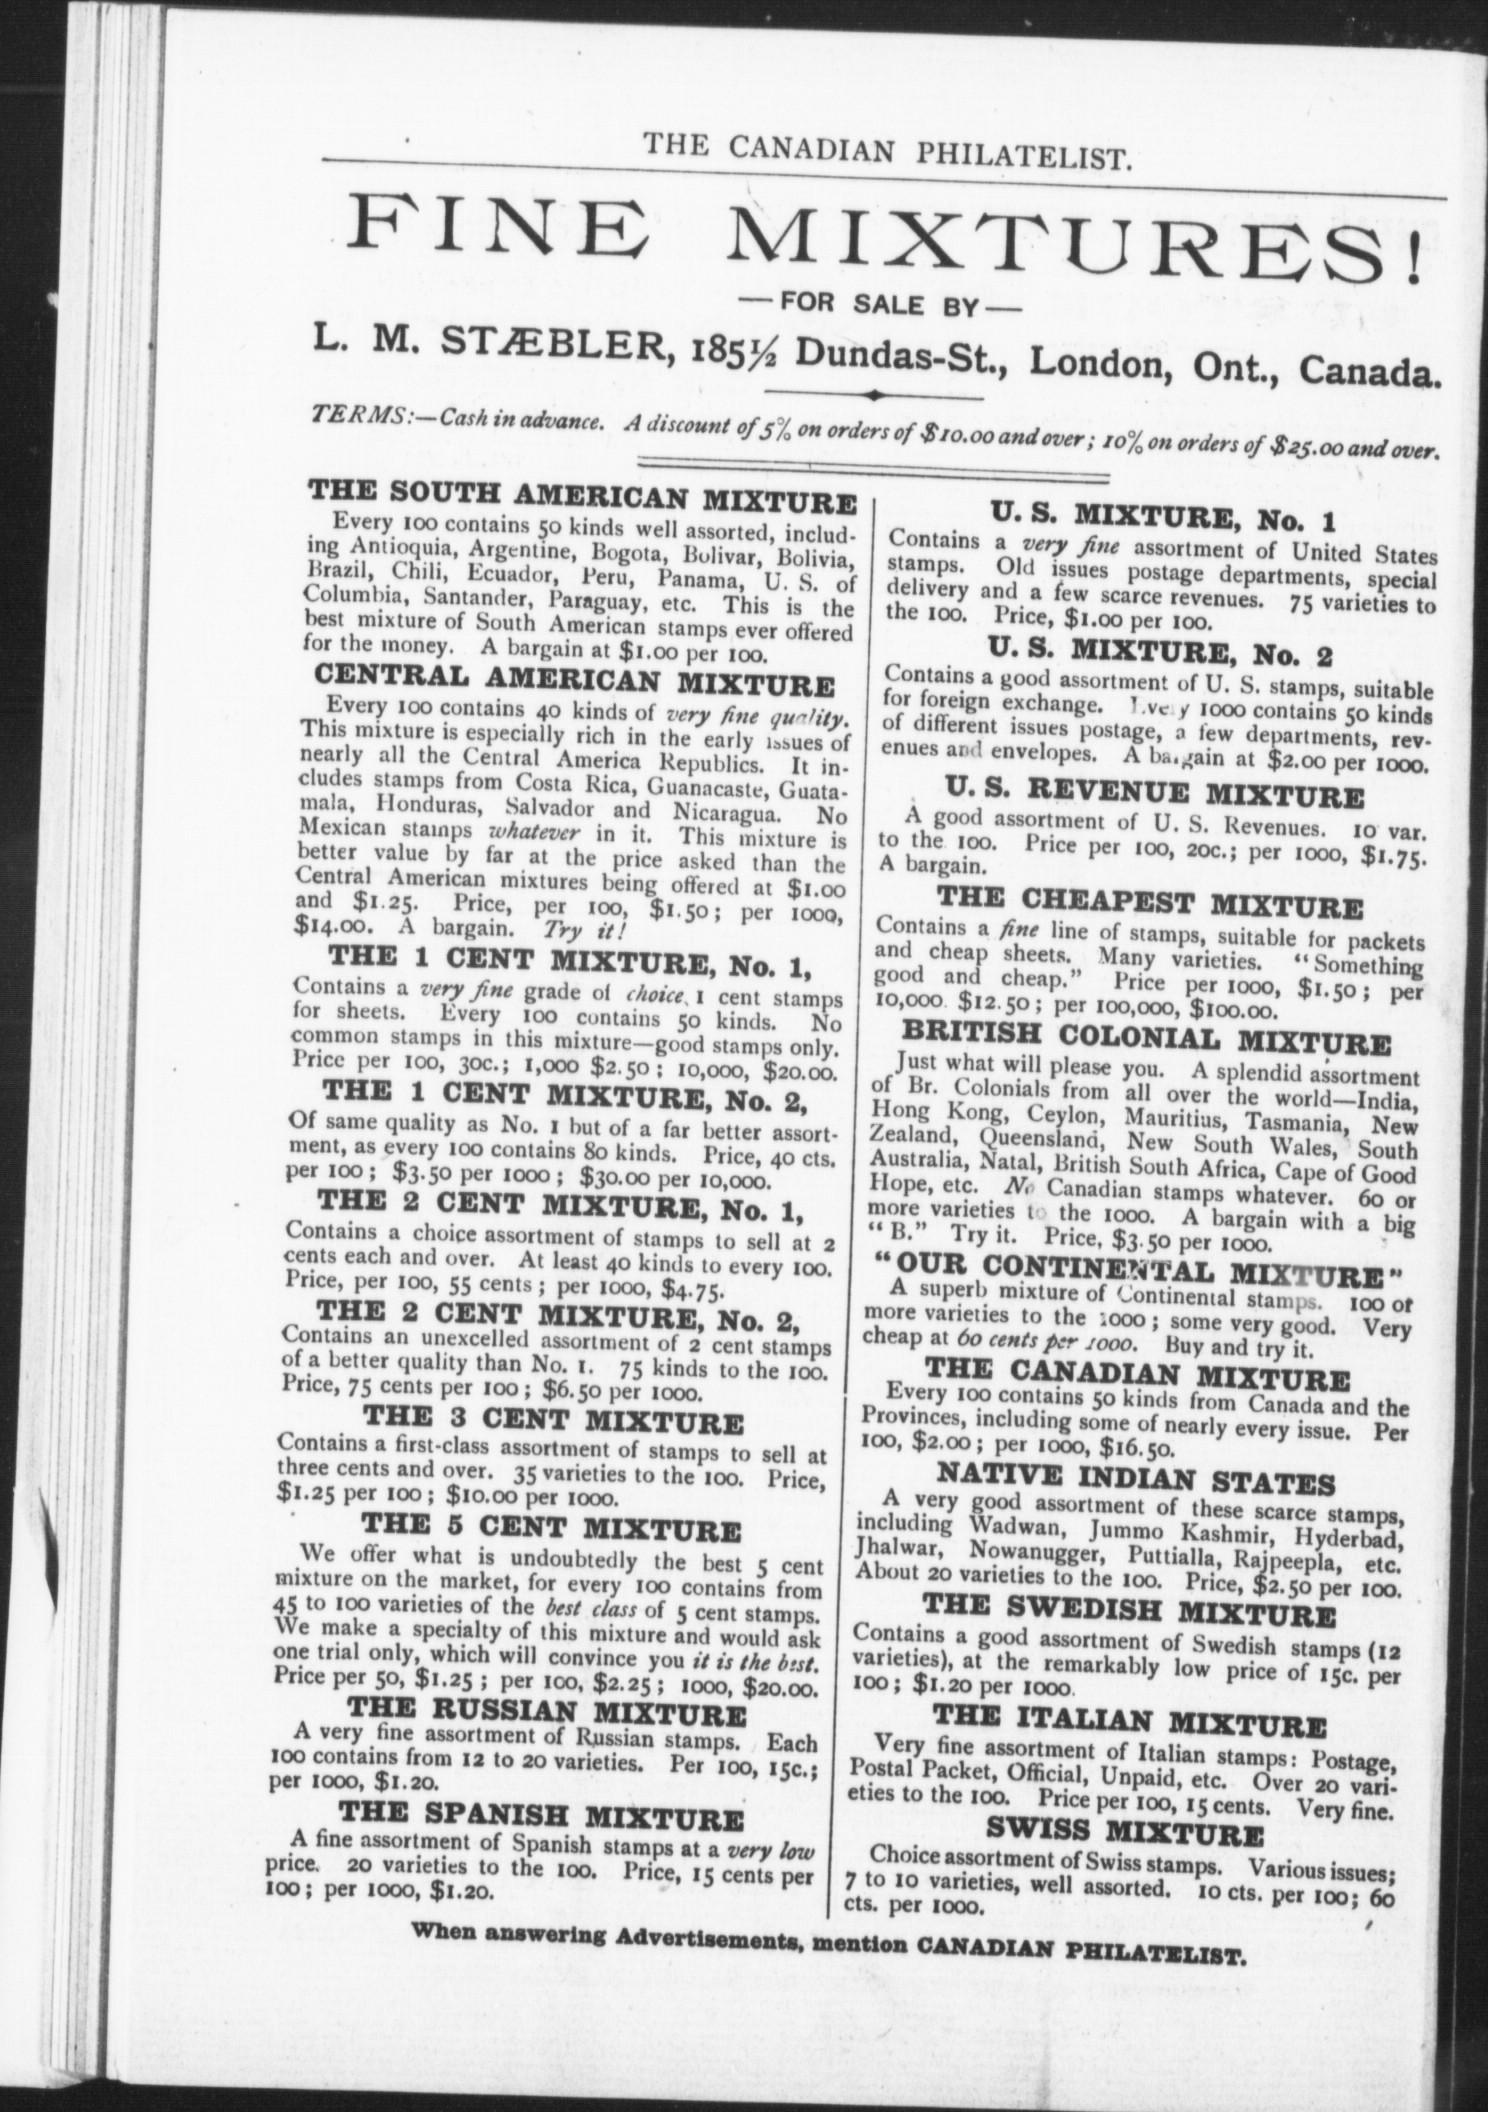 THE CANADIAN PHILATELIST.
FINE MIXTURES!
—FOR SALE BY—
L. M. STÆBLER, 185½ Dundas-St., London, Ont., Canada.
TERMS:—Cash in advance. A discount of 5% on orders of $10.00 and over; 10% on orders of $25.00 and over.
THE SOUTH AMERICAN MIXTURE
Every 100 contains 50 kinds well assorted, includ-
ing Antioquia, Argentine, Bogota, Bolivar, Bolivia,
Brazil, Chili, Ecuador, Peru, Panama, U. S. of
Columbia, Santander, Paraguay, etc. This is the
best mixture of South American stamps ever offered
for the money. A bargain at $1.00 per 100.
CENTRAL AMERICAN MIXTURE
Every 100 contains 40 kinds of very fine quality.
This mixture is especially rich in the early issues of
nearly all the Central America Republics. It in-
cludes stamps from Costa Rica, Guanacaste, Guata-
mala, Honduras, Salvador and Nicaragua. No
Mexican stamps whatever in it. This mixture is
better value by far at the price asked than the
Central American mixtures being offered at $1.00
and $1.25. Price, per 100, $1.50; per 1000,
$14.00. A bargain. Try it!
THE 1 CENT MIXTURE, No. 1,
Contains a very fine grade of choice 1 cent stamps
for sheets. Every 100 contains 50 kinds. No
common stamps in this mixture—good stamps only.
Price per 100, 30c.; 1,000 $2.50; 10,000, $20.00.
THE 1 CENT MIXTURE, No. 2,
Of same quality as No. 1 but of a far better assort-
ment, as every 100 contains 80 kinds. Price, 40 cts.
per 100; $3.50 per 1000; $30.00 per 10,000.
THE 2 CENT MIXTURE, No. 1,
Contains a choice assortment of stamps to sell at 2
cents each and over. At least 40 kinds to every 100.
Price, per 100, 55 cents; per 1000, $4.75.
THE 2 CENT MIXTURE, No. 2,
Contains an unexcelled assortment of 2 cent stamps
of a better quality than No. 1. 75 kinds to the 100.
Price, 75 cents per 100; $6.50 per 1000.
THE 3 CENT MIXTURE
Contains a first-class assortment of stamps to sell at
three cents and over. 35 varieties to the 100. Price,
$1.25 per 100; $10.00 per 1000.
THE 5 CENT MIXTURE
We offer what is undoubtedly the best 5 cent
mixture on the market, for every 100 contains from
45 to 100 varieties of the best class of 5 cent stamps.
We make a specialty of this mixture and would ask
one trial only, which will convince you it is the best.
Price per 50, $1.25; per 100, $2.25; 1000, $20.00.
THE RUSSIAN MIXTURE
A very fine assortment of Russian stamps. Each
100 contains from 12 to 20 varieties. Per 100, 15c.;
per 1000, $1.20.
THE SPANISH MIXTURE
A fine assortment of Spanish stamps at a very low
price. 20 varieties to the 100. Price, 15 cents per
100; per 1000, $1.20.
U. S. MIXTURE, No. 1
Contains a very fine assortment of United States
stamps. Old issues postage departments, special
delivery and a few scarce revenues. 75 varieties to
the 100. Price, $1.00 per 100.
U. S. MIXTURE, No. 2
Contains a good assortment of U. S. stamps, suitable
for foreign exchange. Every 1000 contains 50 kinds
of different issues postage, a few departments, rev-
enues and envelopes. A bargain at $2.00 per 1000.
U. S. REVENUE MIXTURE
A good assortment of U. S. Revenues. 10 var.
to the 100. Price per 100, 20c.; per 1000, $1.75.
A bargain.
THE CHEAPEST MIXTURE
Contains a fine line of stamps, suitable for packets
and cheap sheets. Many varieties. "Something
good and cheap." Price per 1000, $1.50; per
10,000 $12.50; per 100,000, $100.00.
BRITISH COLONIAL MIXTURE
Just what will please you. A splendid assortment
of Br. Colonials from all over the world—India,
Hong Kong, Ceylon, Mauritius, Tasmania, New
Zealand, Queensland, New South Wales, South
Australia, Natal, British South Africa, Cape of Good
Hope, etc. No Canadian stamps whatever. 60 or
more varieties to the 1000. A bargain with a big
"B." Try it. Price, $3.50 per 1000.
"OUR CONTINENTAL MIXTURE"
A superb mixture of Continental stamps. 100 or
more varieties to the 1000; some very good. Very
cheap at 60 cents per 1000. Buy and try it.
THE CANADIAN MIXTURE
Every 100 contains 50 kinds from Canada and the
Provinces, including some of nearly every issue. Per
100, $2.00; per 1000, $16.50.
NATIVE INDIAN STATES
A very good assortment of these scarce stamps,
including Wadwan, Jummo Kashmir, Hyderbad,
Jhalwar, Nowanugger, Puttialla, Rajpeepla, etc.
About 20 varieties to the 100. Price, $2.50 per 100.
THE SWEDISH MIXTURE
Contains a good assortment of Swedish stamps (12
varieties), at the remarkably low price of 15c. per
100; $1.20 per 1000.
THE ITALIAN MIXTURE
Very fine assortment of Italian stamps: Postage,
Postal Packet, Official, Unpaid, etc. Over 20 vari-
eties to the 100. Price per 100, 15 cents. Very fine.
SWISS MIXTURE
Choice assortment of Swiss stamps. Various issues;
7 to 10 varieties, well assorted. 10 cts. per 100; 60
cts. per 1000.
When answering Advertisements, mention CANADIAN PHILATELIST.